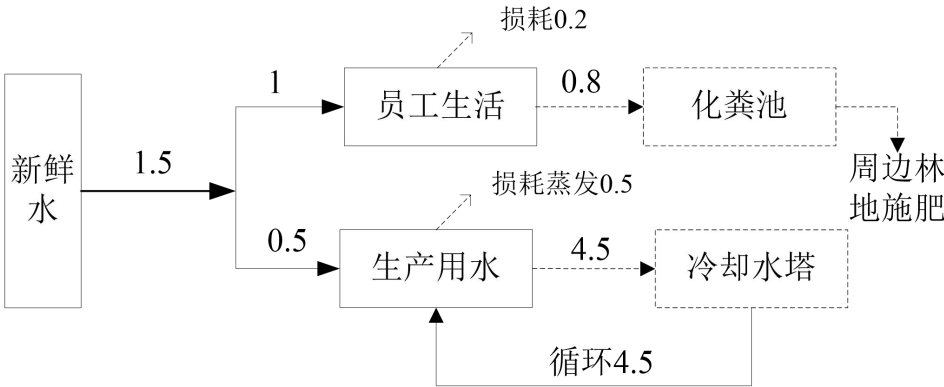 损耗0.2
1
员工生活
0.8
化粪池
新鲜
水
1.5
周边林
地施肥
损耗蒸发0.5
0.5
生产用水
4.5
冷却水塔
循环4.5